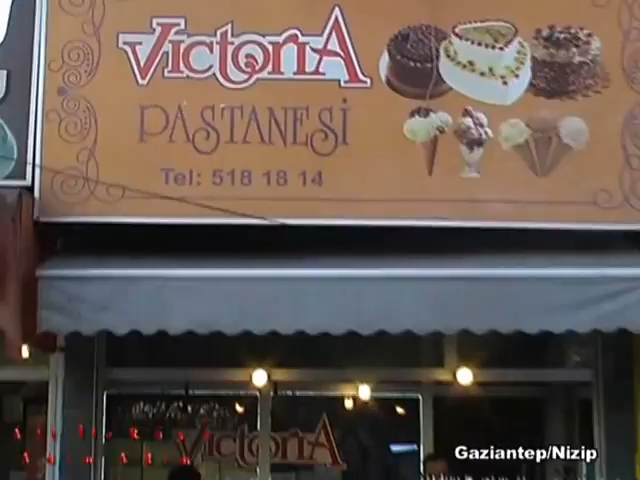 VictoriA
PASTANESİ
Tel: 518 18 14
VictoriA
Gaziantep/Nizip